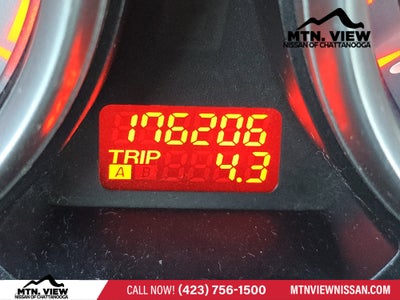 MTN. VIEW
NISSAN OF CHATTANOOGA
176206
TRIP 4.3
A B
MTN. VIEW
NISSAN OF CHATTANOOGA
CALL NOW! (423) 756-1500
MTNVIEWNISSAN.COM